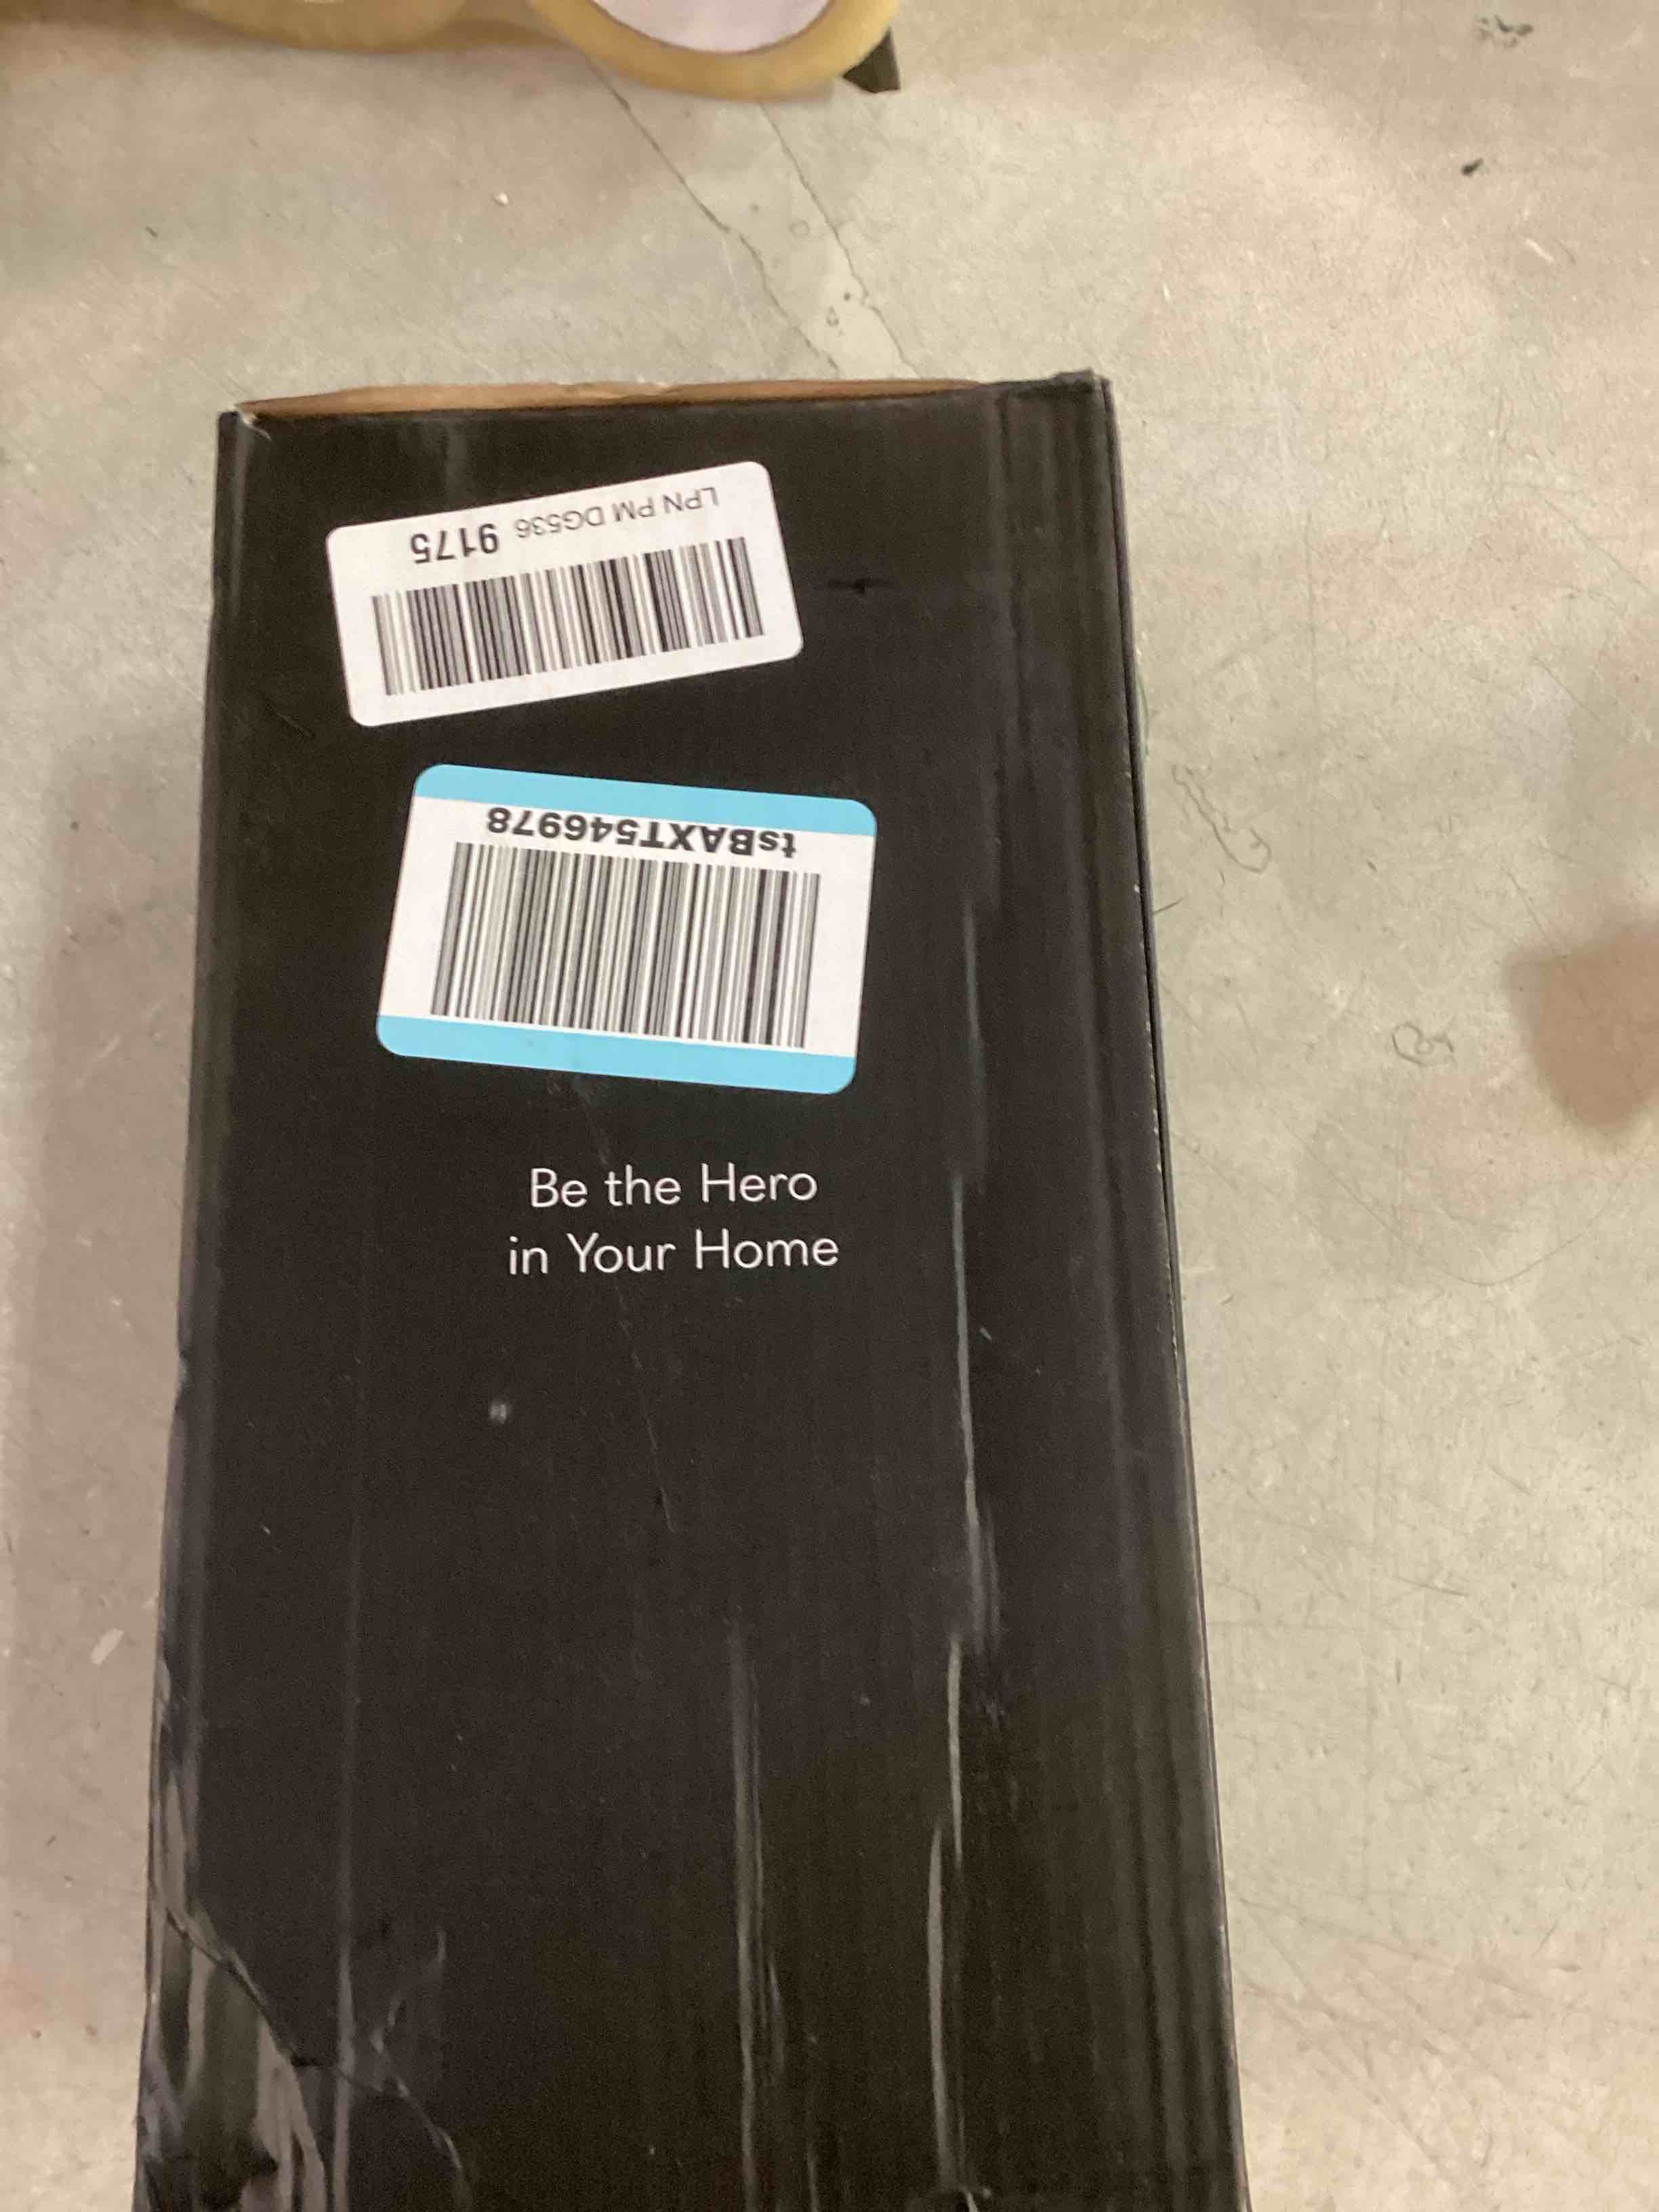 LPN PM DG536 9175
tsBAXT546978
Be the Hero
in Your Home